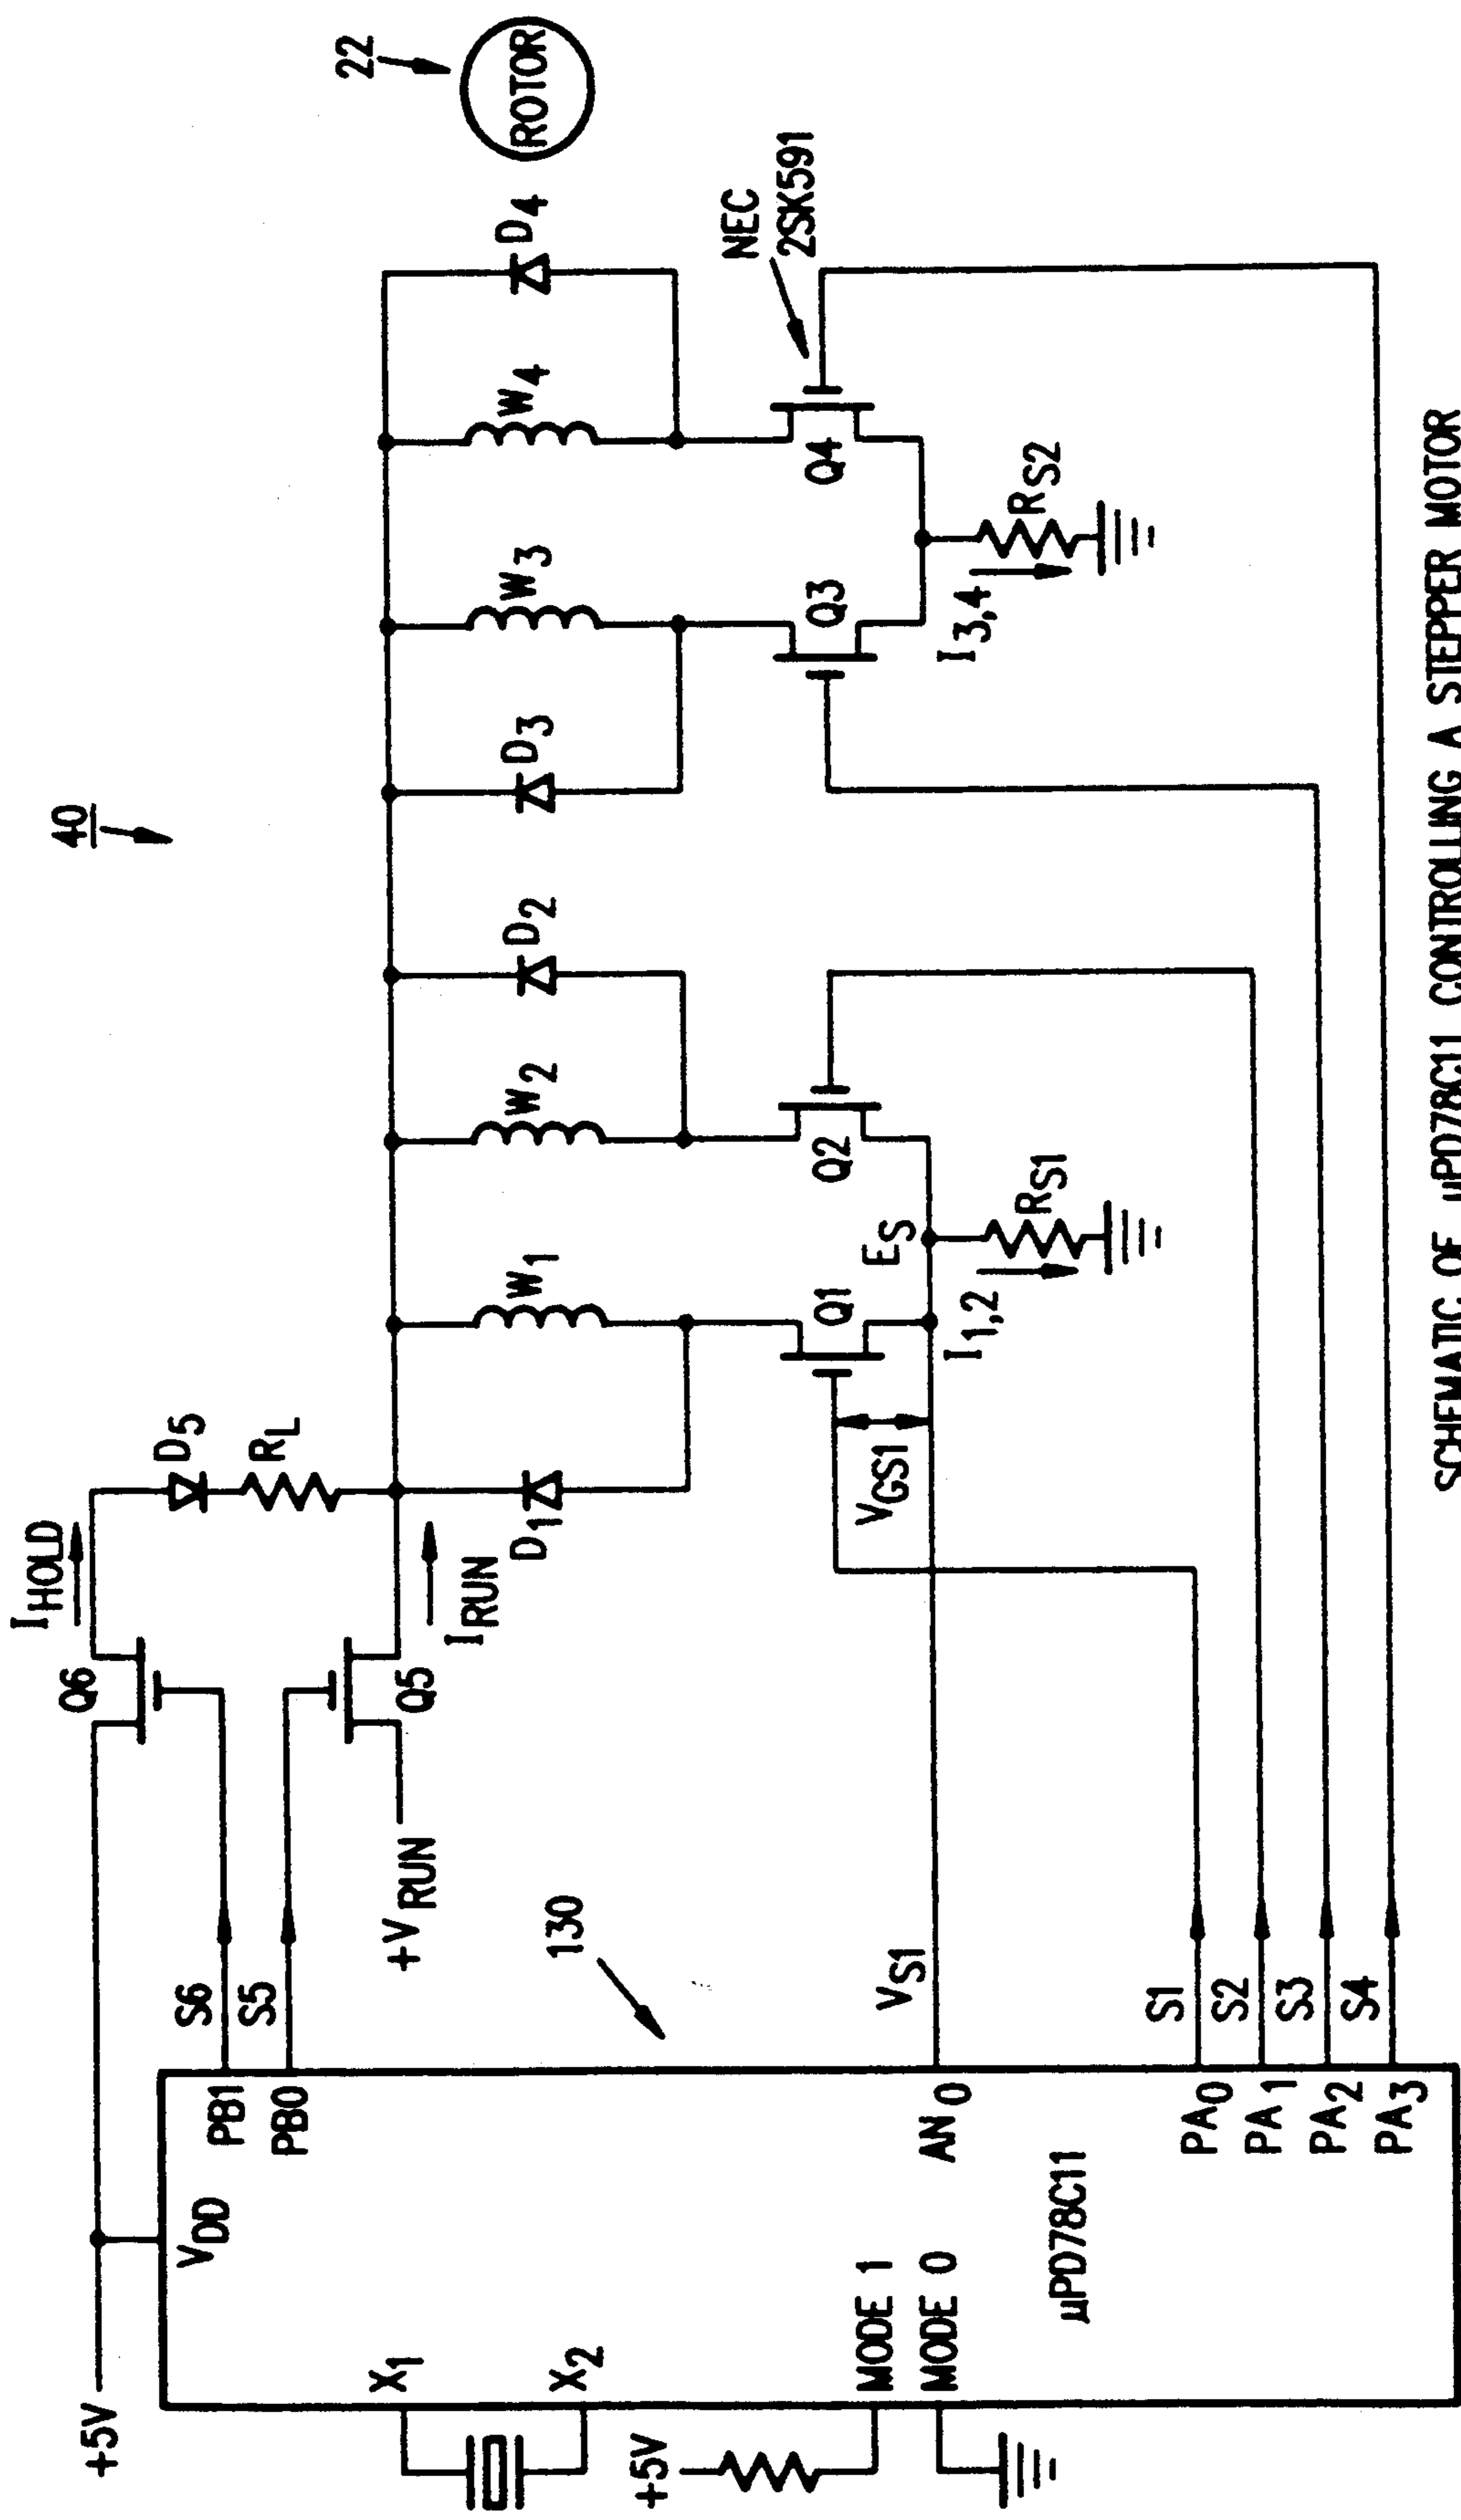 40
22
+5V
VDD
PB1
PB0
S6
S5
Q6
IHOLD
D5
RL
+VRUN
Q5
IRUN
D1
W1
W2
D2
D3
W3
W4
D4
ROTOR
X1
X2
130
+5V
MODE 1
MODE 0
AN0
VS1
VGS1
Q1
ES
Q2
I1,2
RS1
Q3
Q4
NEC
2SK591
I3,4
RS2
µPD78C11
PA0
PA1
PA2
PA3
S1
S2
S3
S4
SCHEMATIC OF µPD78C11 CONTROLLING A STEPPER MOTOR